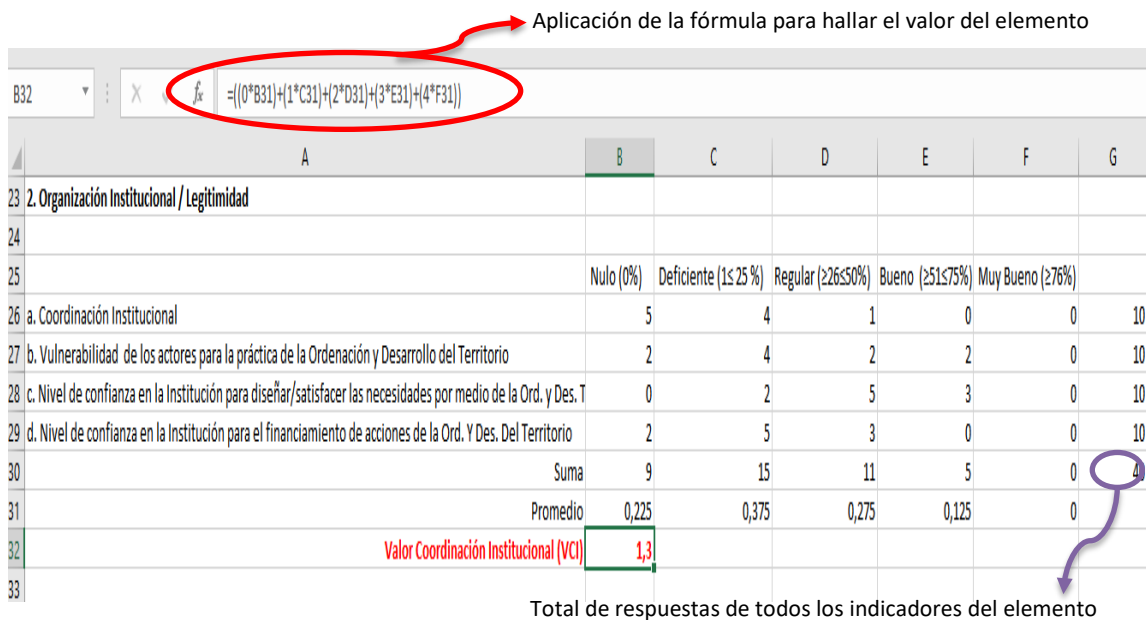 Aplicación de la fórmula para hallar el valor del elemento
B32 fx =((0*B31)+(1*C31)+(2*D31)+(3*E31)+(4*F31))
A B C D E F G
23 2. Organización Institucional / Legitimidad
24
25 Nulo (0%) Deficiente (1≤ 25 %) Regular (≥26≤50%) Bueno (≥51≤75%) Muy Bueno (≥76%)
26 a. Coordinación Institucional 5 4 1 0 0 10
27 b. Vulnerabilidad de los actores para la práctica de la Ordenación y Desarrollo del Territorio 2 4 2 2 0 10
28 c. Nivel de confianza en la Institución para diseñar/satisfacer las necesidades por medio de la Ord. y Des. T 0 2 5 3 0 10
29 d. Nivel de confianza en la Institución para el financiamiento de acciones de la Ord. Y Des. Del Territorio 2 5 3 0 0 10
30 Suma 9 15 11 5 0 40
31 Promedio 0,225 0,375 0,275 0,125 0
32 Valor Coordinación Institucional (VCI) 1,3
33
Total de respuestas de todos los indicadores del elemento